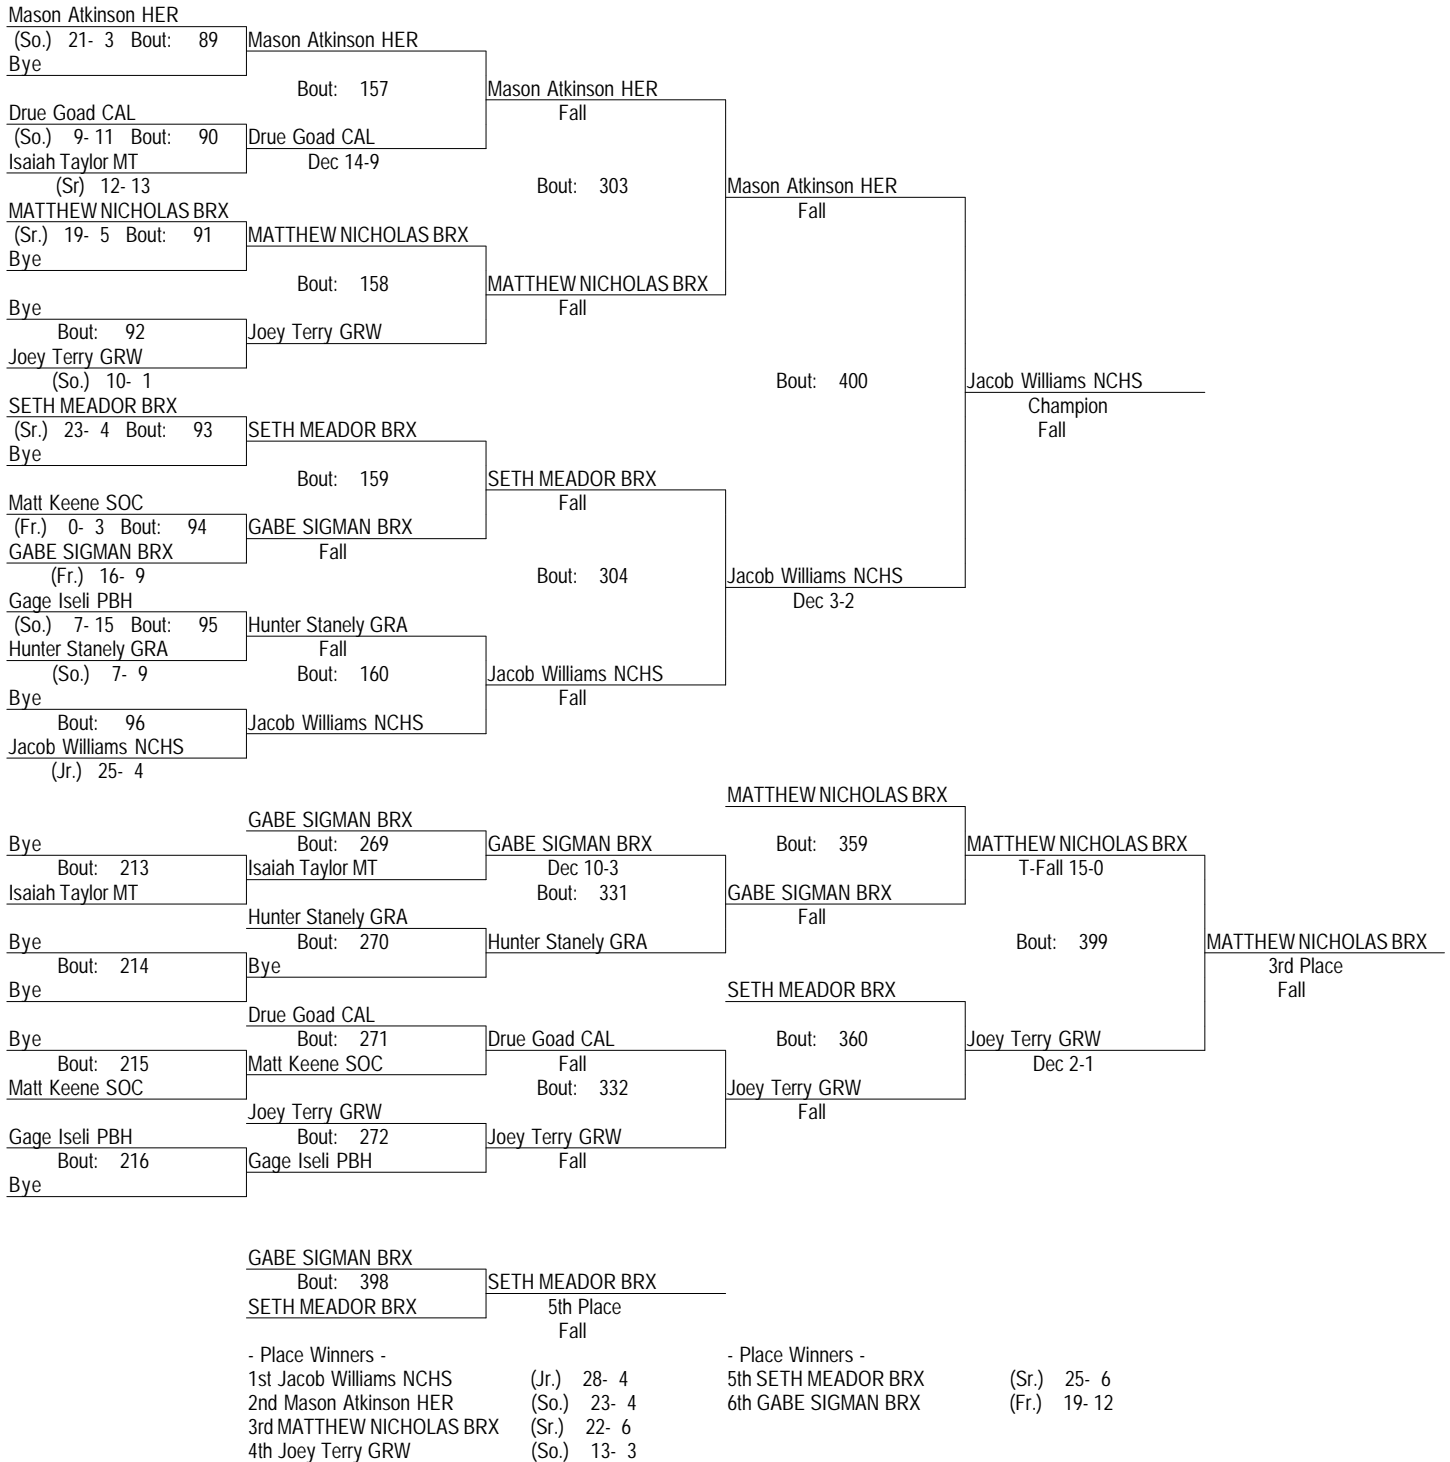 Mason Atkinson HER
(So.) 21- 3 Bout: 89 Mason Atkinson HER
Bye
Bout: 157 Mason Atkinson HER
Drue Goad CAL Fall
(So.) 9- 11 Bout: 90 Drue Goad CAL
Isaiah Taylor MT Dec 14-9
(Sr) 12- 13 Bout: 303 Mason Atkinson HER
MATTHEW NICHOLAS BRX Fall
(Sr.) 19- 5 Bout: 91 MATTHEW NICHOLAS BRX
Bye
Bout: 158 MATTHEW NICHOLAS BRX
Bye Fall
Bout: 92 Joey Terry GRW
Joey Terry GRW
(So.) 10- 1 Bout: 400 Jacob Williams NCHS
SETH MEADOR BRX Champion
(Sr.) 23- 4 Bout: 93 SETH MEADOR BRX Fall
Bye
Bout: 159 SETH MEADOR BRX
Matt Keene SOC Fall
(Fr.) 0- 3 Bout: 94 GABE SIGMAN BRX
GABE SIGMAN BRX Fall
(Fr.) 16- 9 Bout: 304 Jacob Williams NCHS
Gage Iseli PBH Dec 3-2
(So.) 7- 15 Bout: 95 Hunter Stanely GRA
Hunter Stanely GRA Fall
(So.) 7- 9 Bout: 160 Jacob Williams NCHS
Bye Fall
Bout: 96 Jacob Williams NCHS
Jacob Williams NCHS
(Jr.) 25- 4
MATTHEW NICHOLAS BRX
GABE SIGMAN BRX
Bye Bout: 269 GABE SIGMAN BRX Bout: 359 MATTHEW NICHOLAS BRX
Bout: 213 Isaiah Taylor MT Dec 10-3 T-Fall 15-0
Isaiah Taylor MT Bout: 331 GABE SIGMAN BRX
Hunter Stanely GRA Fall
Bye Bout: 270 Hunter Stanely GRA Bout: 399 MATTHEW NICHOLAS BRX
Bout: 214 Bye 3rd Place
Bye SETH MEADOR BRX Fall
Drue Goad CAL
Bye Bout: 271 Drue Goad CAL Bout: 360 Joey Terry GRW
Bout: 215 Matt Keene SOC Fall Dec 2-1
Matt Keene SOC Bout: 332 Joey Terry GRW
Joey Terry GRW Fall
Gage Iseli PBH Bout: 272 Joey Terry GRW
Bout: 216 Gage Iseli PBH Fall
Bye
GABE SIGMAN BRX
Bout: 398 SETH MEADOR BRX
SETH MEADOR BRX 5th Place
Fall
- Place Winners - - Place Winners -
1st Jacob Williams NCHS (Jr.) 28- 4 5th SETH MEADOR BRX (Sr.) 25- 6
2nd Mason Atkinson HER (So.) 23- 4 6th GABE SIGMAN BRX (Fr.) 19- 12
3rd MATTHEW NICHOLAS BRX (Sr.) 22- 6
4th Joey Terry GRW (So.) 13- 3